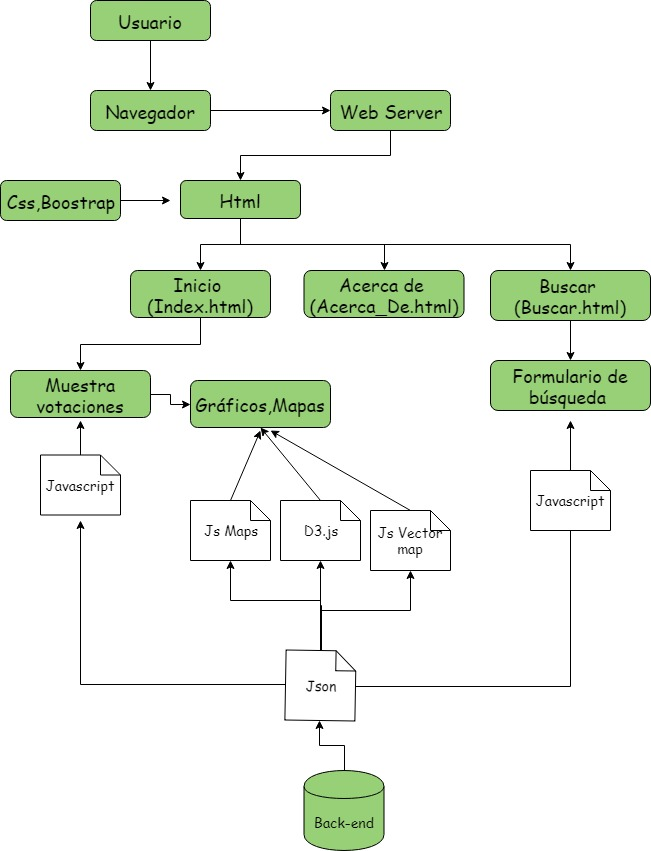 Usuario
Navegador
Web Server
Css,Boostrap
Html
Inicio
(Index.html)
Acerca de
(Acerca_De.html)
Buscar
(Buscar.html)
Muestra
votaciones
Gráficos,Mapas
Formulario de
búsqueda
Javascript
Js Maps
D3.js
Js Vector
map
Javascript
Json
Back-end